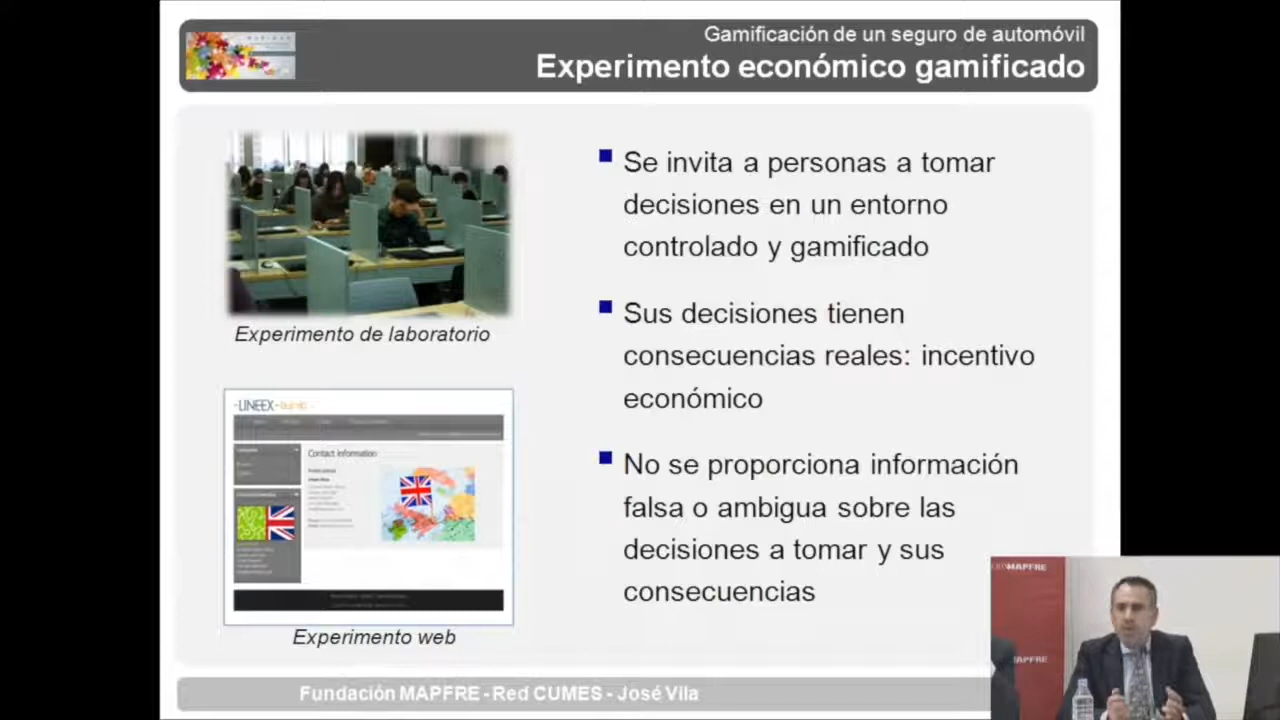 Gamificación de un seguro de automóvil
Experimento económico gamificado
Se invita a personas a tomar
decisiones en un entorno
controlado y gamificado
Experimento de laboratorio
Sus decisiones tienen
consecuencias reales: incentivo
económico
-LINEEX-
Contact information
No se proporciona información
falsa o ambigua sobre las
decisiones a tomar y sus
consecuencias
Experimento web
Fundación MAPFRE - Red CUMES - José Vila
MAPFRE
MAPFRE